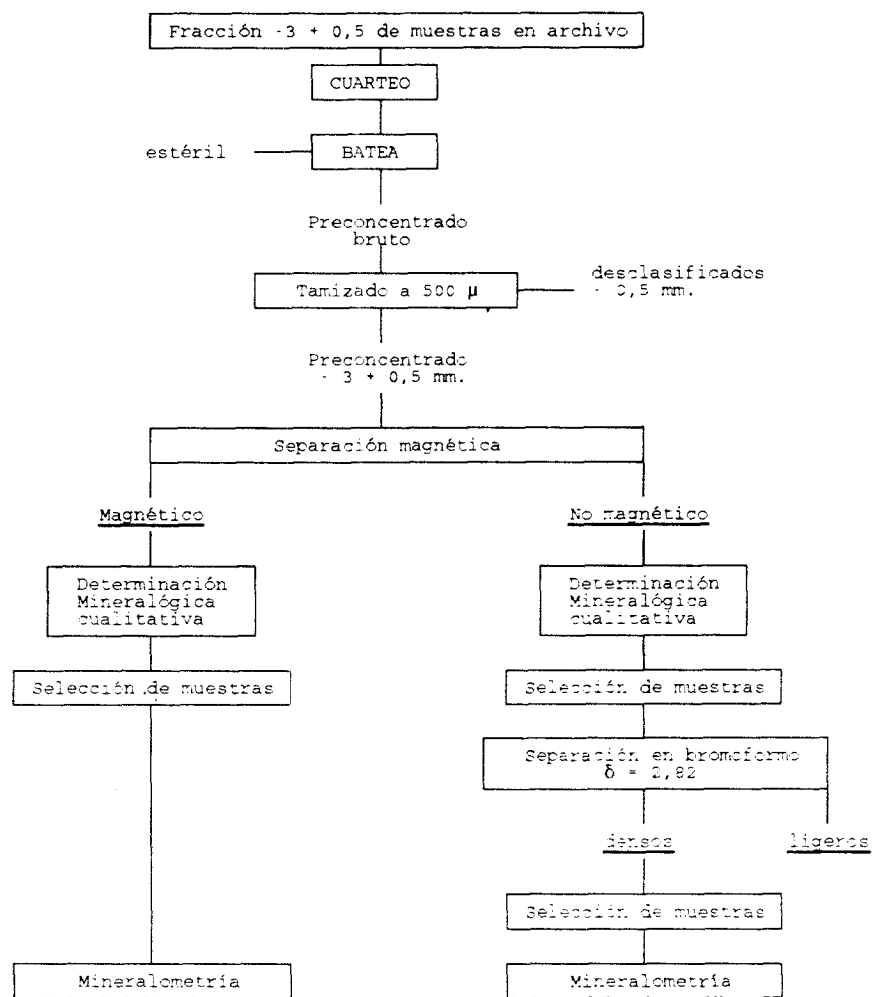 Fracción -3 + 0,5 de muestras en archivo
CUARTEO
estéril
BATEA
Preconcentrado
bruto
Tamizado a 500 μ
desclasificados
- 0,5 mm.
Preconcentrado
- 3 + 0,5 mm.
Separación magnética
Magnético
No magnético
Determinación
Mineralógica
cualitativa
Determinación
Mineralógica
cualitativa
Selección de muestras
Selección de muestras
Separación en bromoformo
δ = 2,82
densos
ligeros
Selección de muestras
Mineralometría
Mineralometría